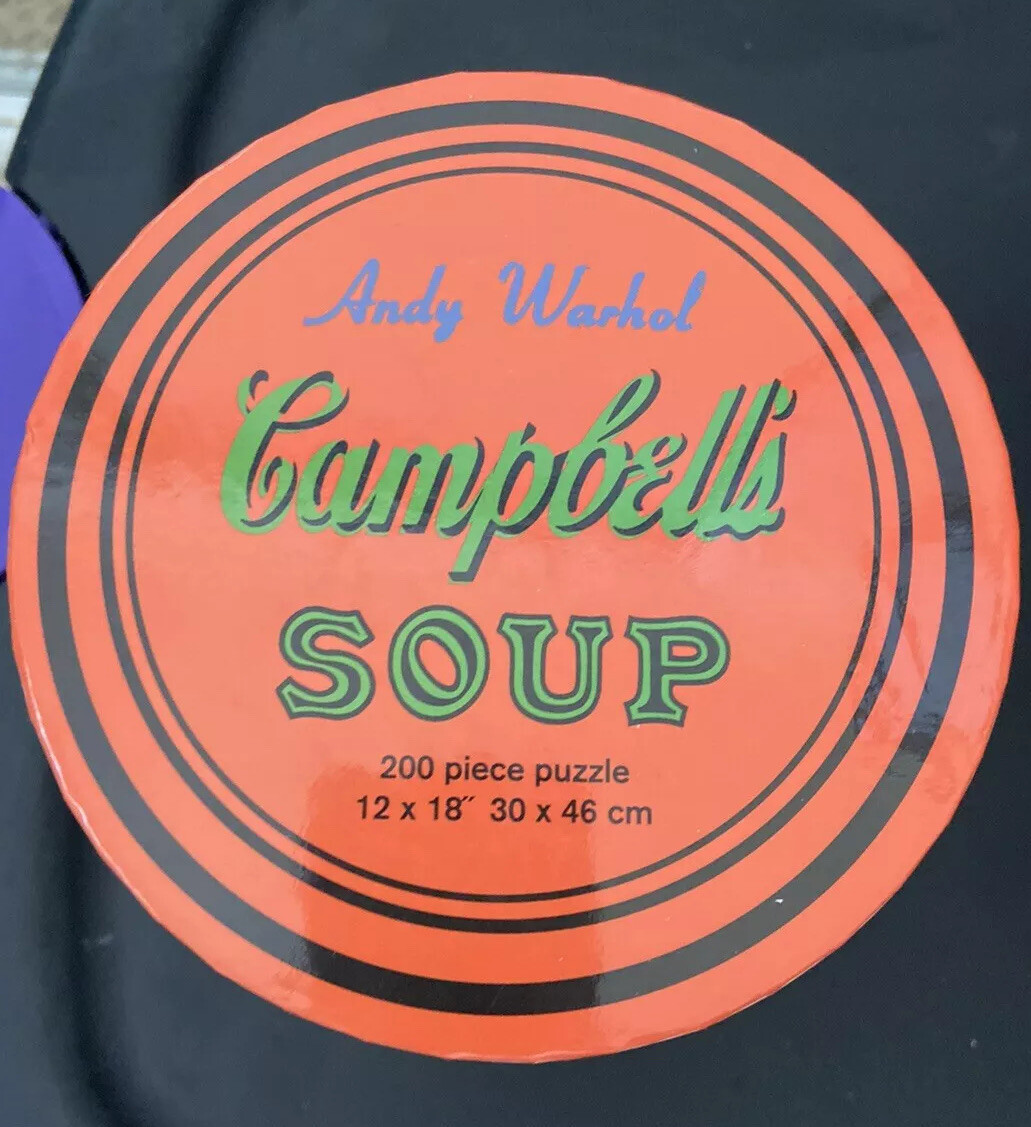 Andy Warhol
Campbell's
SOUP
200 piece puzzle
12 x 18″ 30 x 46 cm